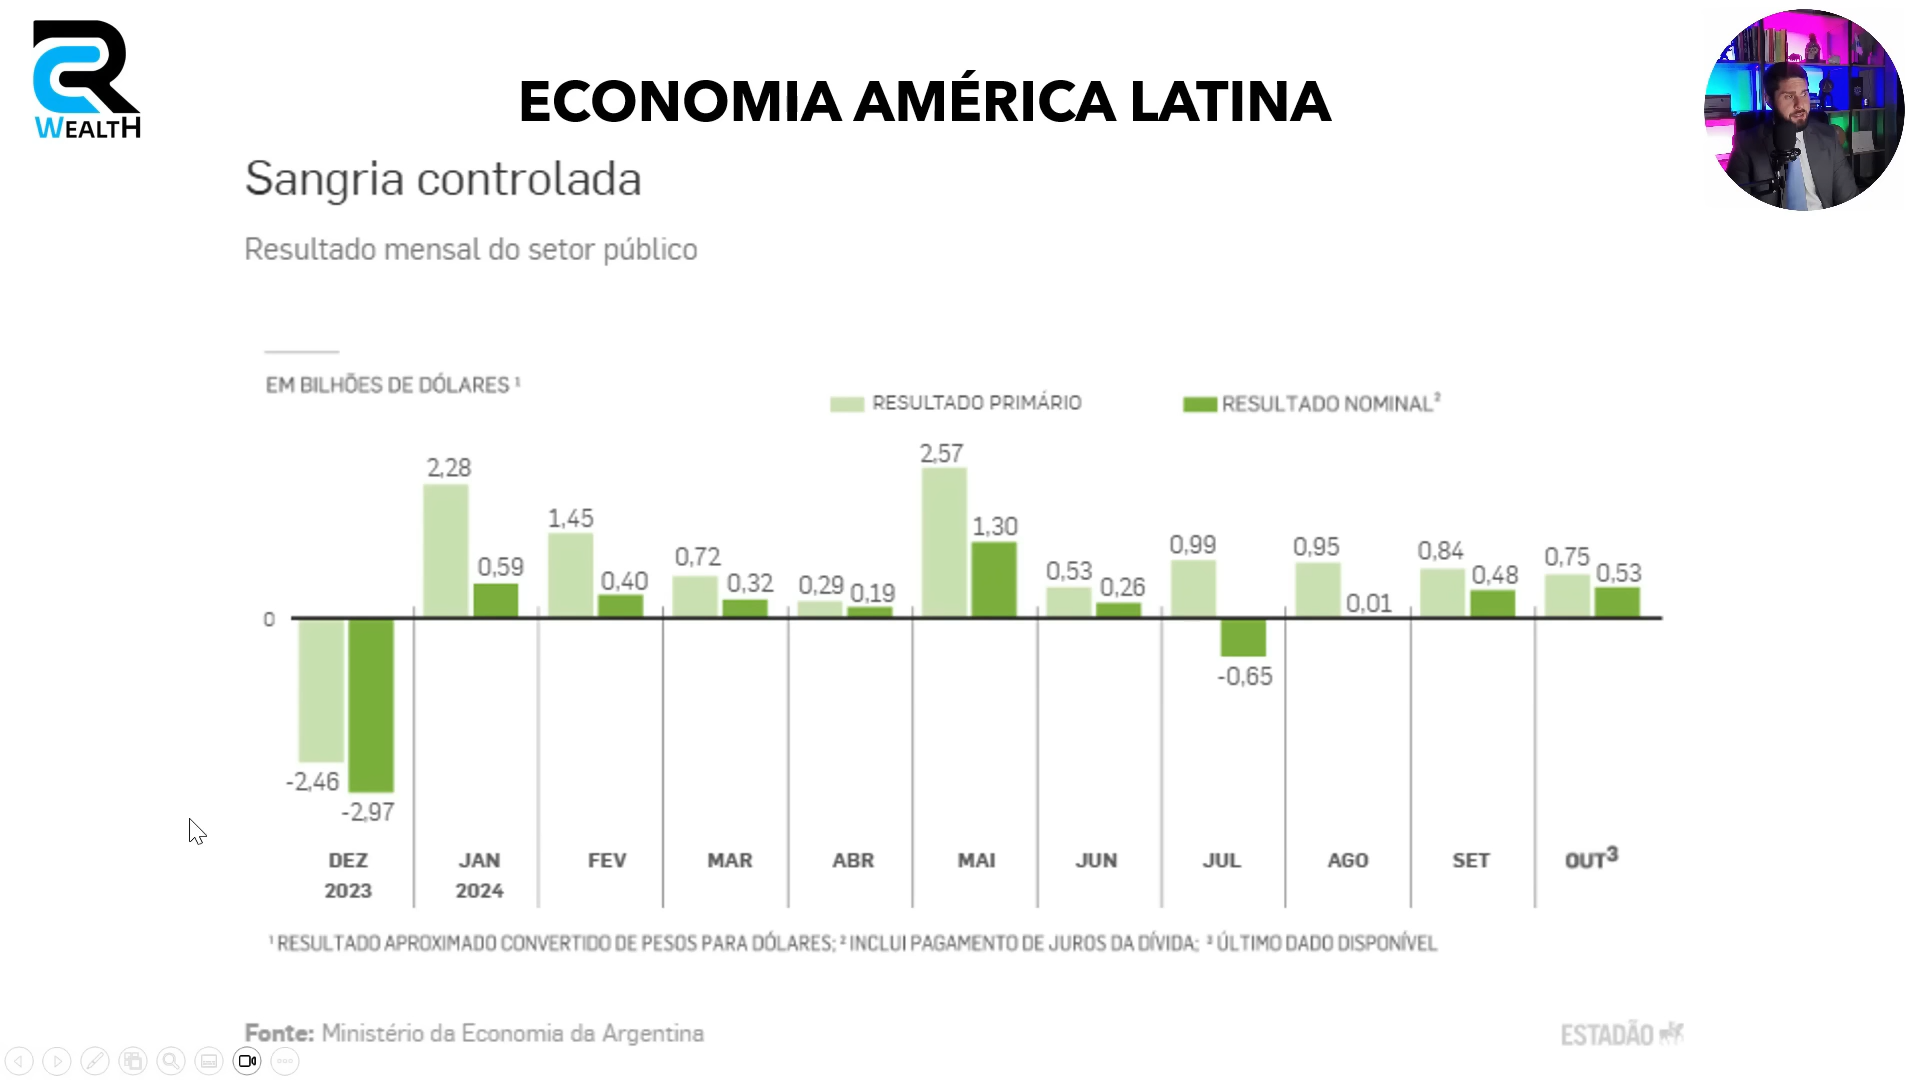 WEALTH
ECONOMIA AMÉRICA LATINA
Sangria controlada
Resultado mensal do setor público
EM BILHÕES DE DÓLARES ¹
RESULTADO PRIMÁRIO
RESULTADO NOMINAL²
0
-2,46
-2,97
2,28
0,59
1,45
0,40
0,72
0,32
0,29
0,19
2,57
1,30
0,53
0,26
0,99
-0,65
0,95
0,01
0,84
0,48
0,75
0,53
DEZ
2023
JAN
2024
FEV
MAR
ABR
MAI
JUN
JUL
AGO
SET
OUT³
¹ RESULTADO APROXIMADO CONVERTIDO DE PESOS PARA DÓLARES; ² INCLUI PAGAMENTO DE JUROS DA DÍVIDA; ³ ÚLTIMO DADO DISPONÍVEL
Fonte: Ministério da Economia da Argentina
ESTADÃO